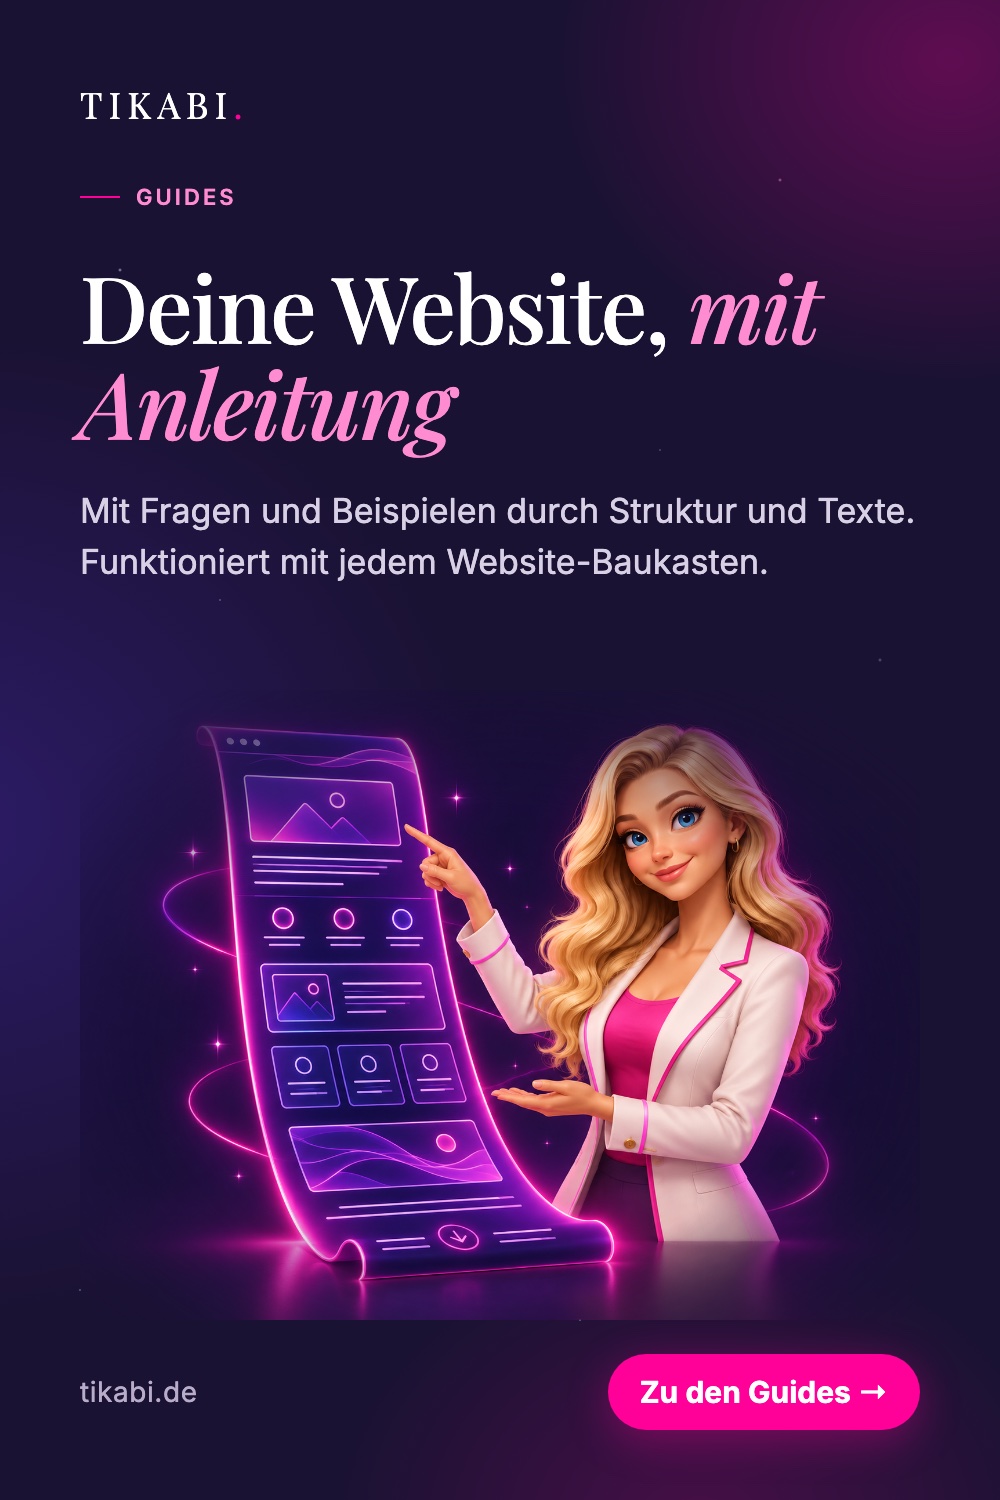 TIKABI.
GUIDES
Deine Website, mit
Anleitung
Mit Fragen und Beispielen durch Struktur und Texte.
Funktioniert mit jedem Website-Baukasten.
tikabi.de
Zu den Guides →